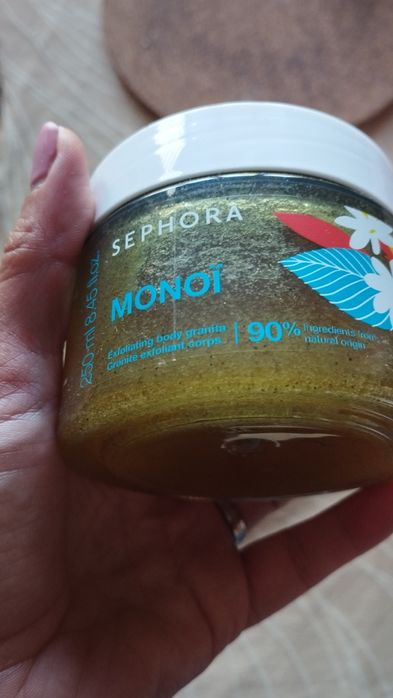 SEPHORA
MONOÏ
Exfoliating body granita
Granité exfoliant corps
90% Ingredients from
natural origin
250 ml 8.45 fl.oz.